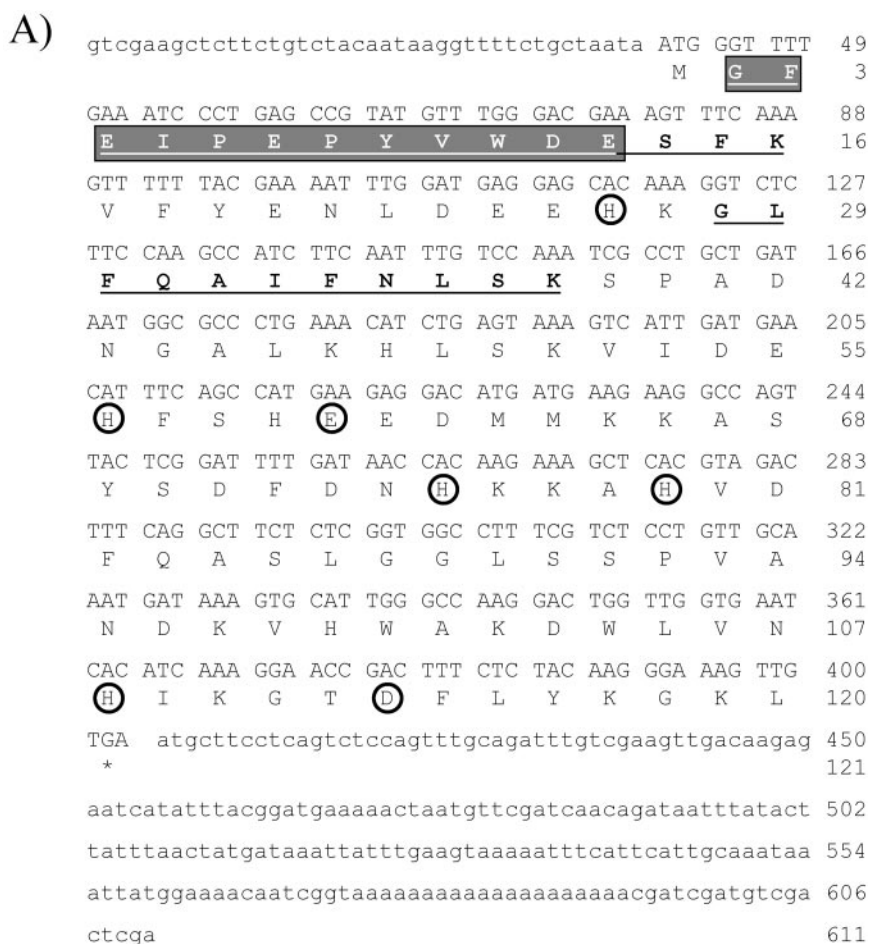 A)
gtcgaagctcttctgtctacaataaggttttctgctaata ATG GGT TTT 49
M G F 3
GAA ATC CCT GAG CCG TAT GTT TGG GAC GAA AGT TTC AAA 88
E I P E P Y V W D E S F K 16
GTT TTT TAC GAA AAT TTG GAT GAG GAG CAC AAA GGT CTC 127
V F Y E N L D E E H K G L 29
TTC CAA GCC ATC TTC AAT TTG TCC AAA TCG CCT GCT GAT 166
F Q A I F N L S K S P A D 42
AAT GGC GCC CTG AAA CAT CTG AGT AAA GTC ATT GAT GAA 205
N G A L K H L S K V I D E 55
CAT TTC AGC CAT GAA GAG GAC ATG ATG AAG AAG GCC AGT 244
H F S H E E D M M K K A S 68
TAC TCG GAT TTT GAT AAC CAC AAG AAA GCT CAC GTA GAC 283
Y S D F D N H K K A H V D 81
TTT CAG GCT TCT CTC GGT GGC CTT TCG TCT CCT GTT GCA 322
F Q A S L G G L S S P V A 94
AAT GAT AAA GTG CAT TGG GCC AAG GAC TGG TTG GTG AAT 361
N D K V H W A K D W L V N 107
CAC ATC AAA GGA ACC GAC TTT CTC TAC AAG GGA AAG TTG 400
H I K G T D F L Y K G K L 120
TGA atgcttcctcagtctccagtttgcagatttgtcgaagttgacaagag 450
* 121
aatcatatttacggatgaaaaactaatgttcgatcaacagataatttatact 502
tatttaactatgataaattatttgaagtaaaaatttcattcattgcaaataa 554
attatggaaaacaatcggtaaaaaaaaaaaaaaaaaaaaacgatcgatgtcga 606
ctcga 611